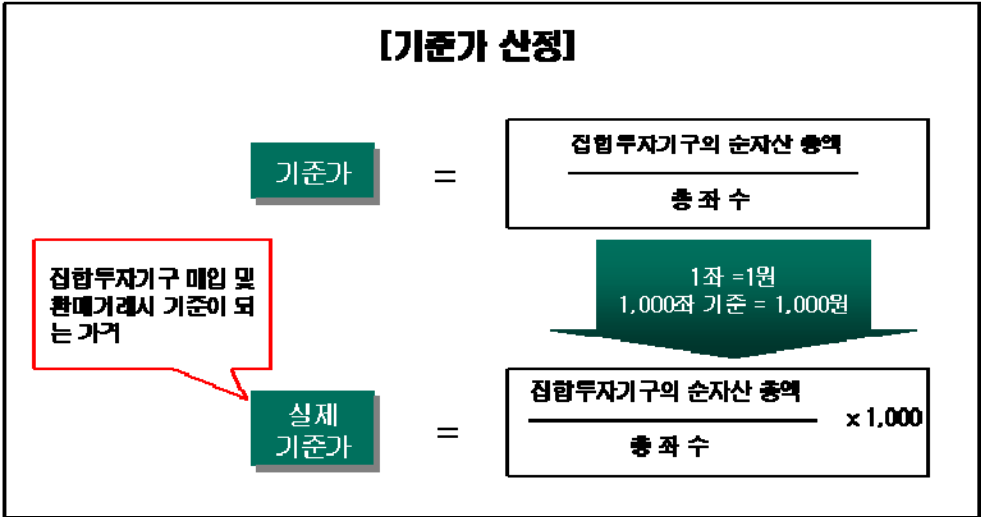 [기준가 산정]
기준가
=
집합투자기구의 순자산 총액
총 좌 수
집합투자기구 매입 및
환매거래시 기준이 되
는 가격
1좌 =1원
1,000좌 기준 = 1,000원
실제
기준가
=
집합투자기구의 순자산 총액
총 좌 수
x 1,000